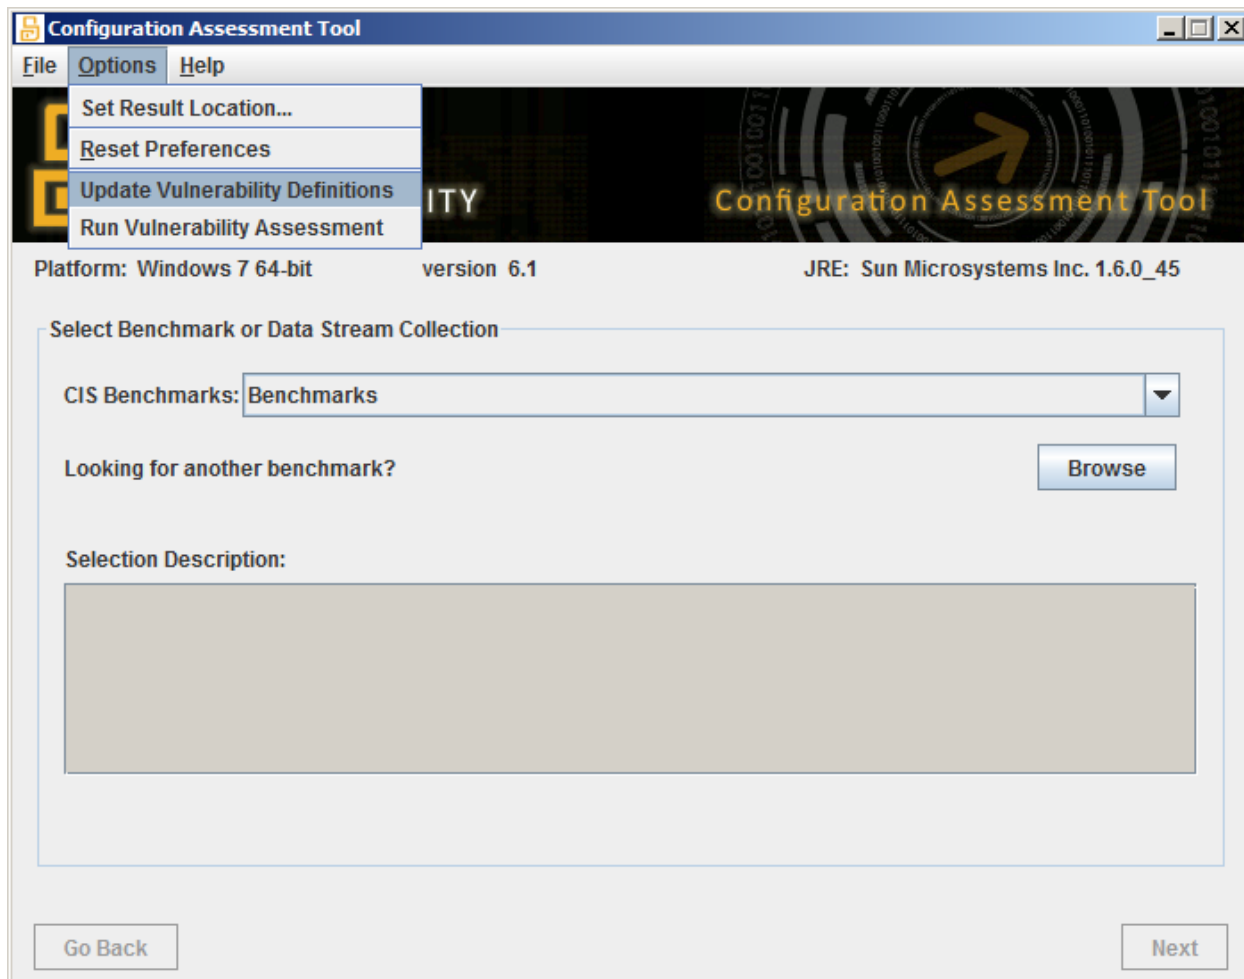 Configuration Assessment Tool
File Options Help
Set Result Location...
Reset Preferences
Update Vulnerability Definitions
Run Vulnerability Assessment
ITY
Configuration Assessment Tool
Platform: Windows 7 64-bit version 6.1 JRE: Sun Microsystems Inc. 1.6.0_45
Select Benchmark or Data Stream Collection
CIS Benchmarks: Benchmarks
Looking for another benchmark? Browse
Selection Description:
Go Back Next